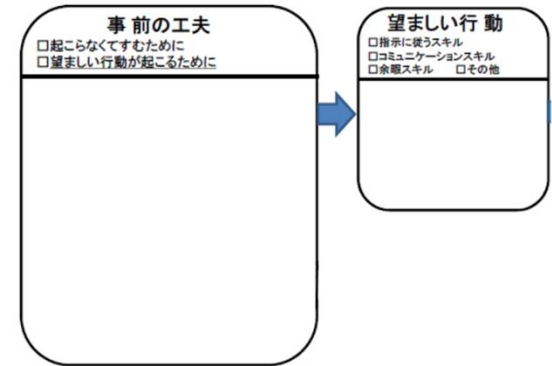 事前の工夫
□起こらなくてすむために
□望ましい行動が起こるために
望ましい行動
□指示に従うスキル
□コミュニケーションスキル
□余暇スキル □その他